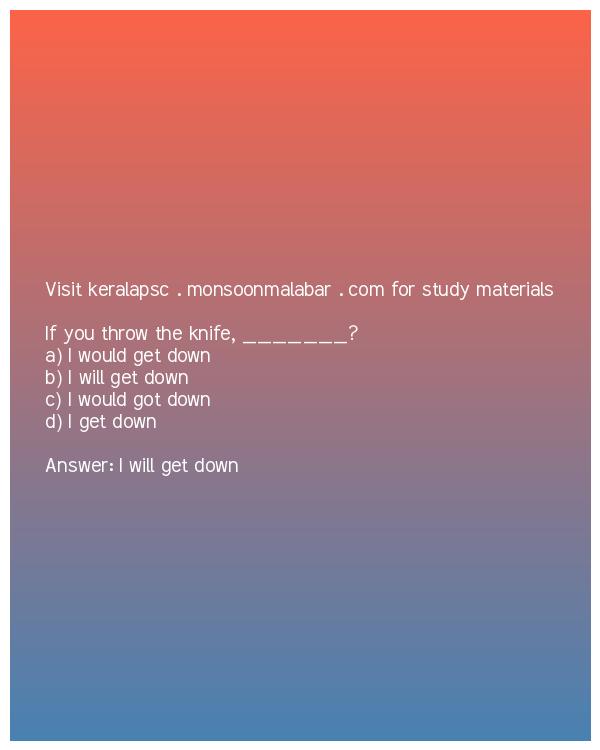 Visit keralapsc . monsoonmalabar . com for study materials
If you throw the knife, _______?
a) I would get down
b) I will get down
c) I would got down
d) I get down
Answer: I will get down